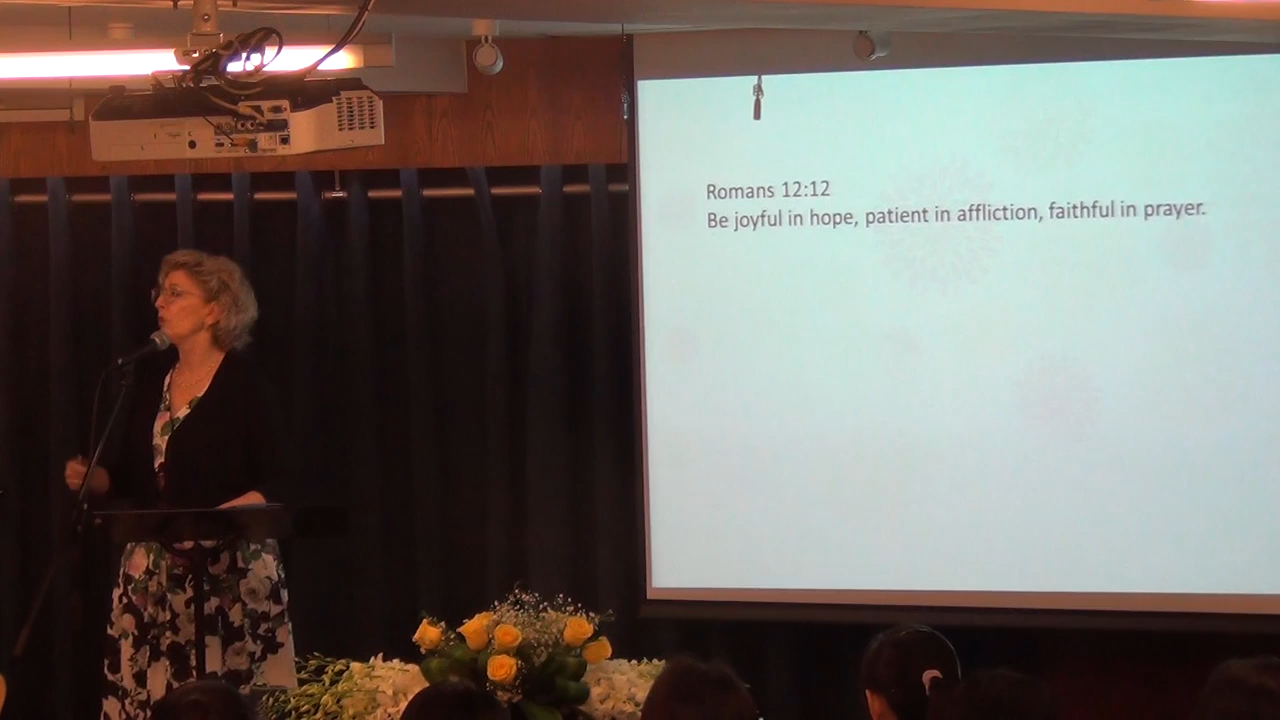 Romans 12:12
Be joyful in hope, patient in affliction, faithful in prayer.